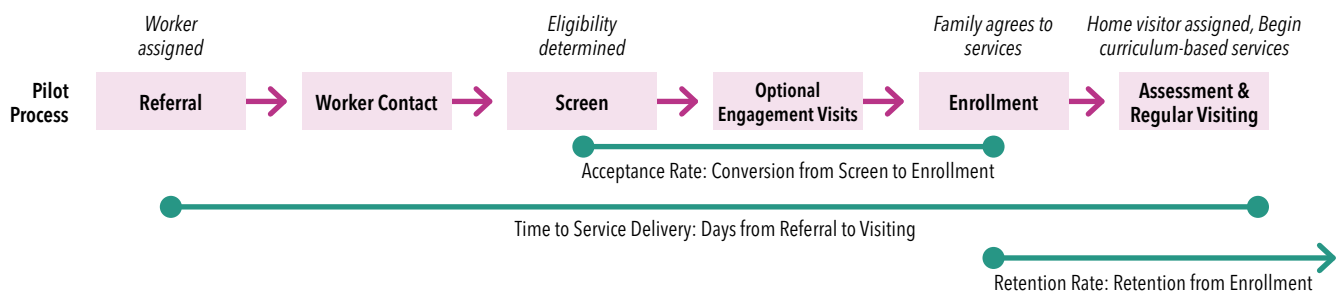 Worker
assigned
Eligibility
determined
Family agrees to
services
Home visitor assigned, Begin
curriculum-based services
Pilot
Process
Referral
Worker Contact
Screen
Optional
Engagement Visits
Enrollment
Assessment &
Regular Visiting
Acceptance Rate: Conversion from Screen to Enrollment
Time to Service Delivery: Days from Referral to Visiting
Retention Rate: Retention from Enrollment